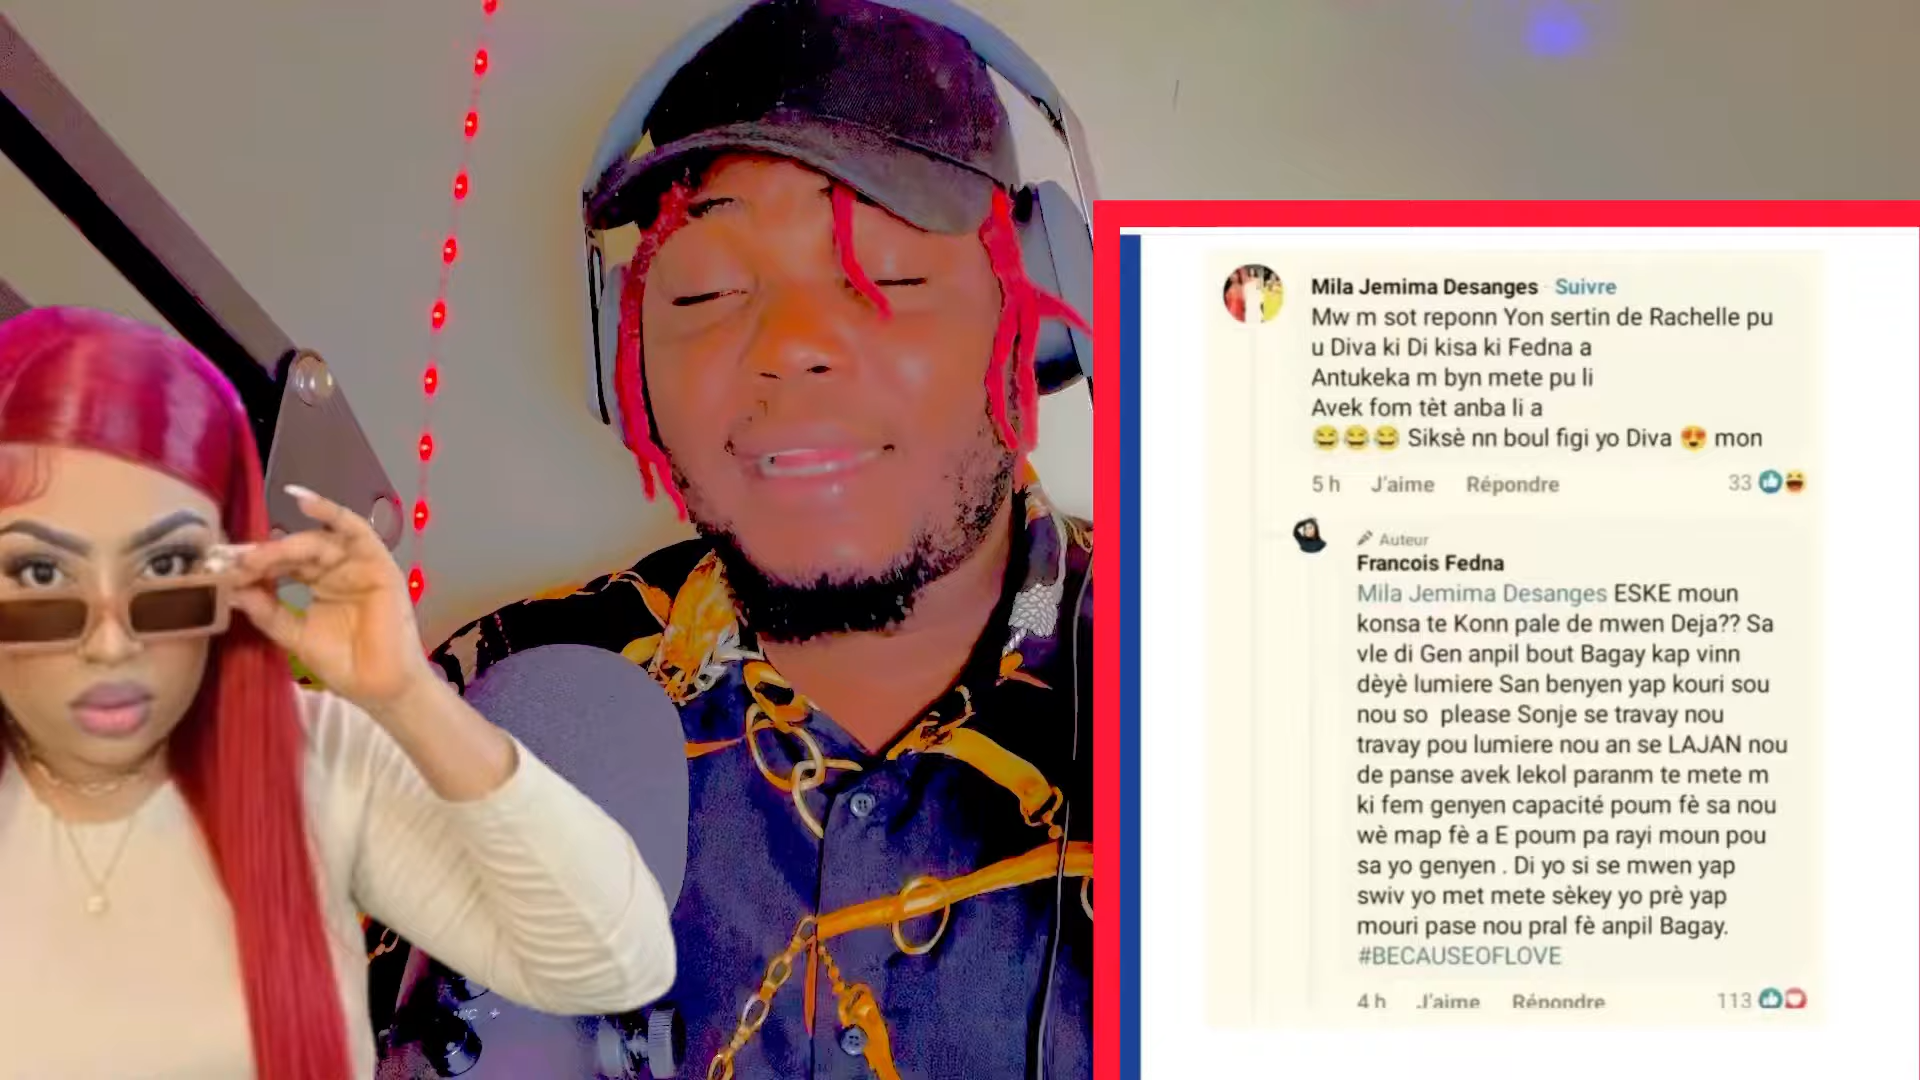 Mila Jemima Desanges · Suivre
Mw m sot reponn Yon sertin de Rachelle pu
u Diva ki Di kisa ki Fedna a
Antukeka m byn mete pu li
Avek fom tèt anba li a
😂😂😂 Siksè nn boul figi yo Diva 😍 mon
5 h J'aime Répondre 33
Auteur
Francois Fedna
Mila Jemima Desanges ESKE moun
konsa te Konn pale de mwen Deja?? Sa
vle di Gen anpil bout Bagay kap vinn
dèyè lumiere San benyen yap kouri sou
nou so please Sonje se travay nou
travay pou lumiere nou an se LAJAN nou
de panse avek lekol paranm te mete m
ki fem genyen capacité poum fè sa nou
wè map fè a E poum pa rayi moun pou
sa yo genyen . Di yo si se mwen yap
swiv yo met mete sèkey yo prè yap
mouri pase nou pral fè anpil Bagay.
#BECAUSEOFLOVE
4 h J'aime Répondre 113